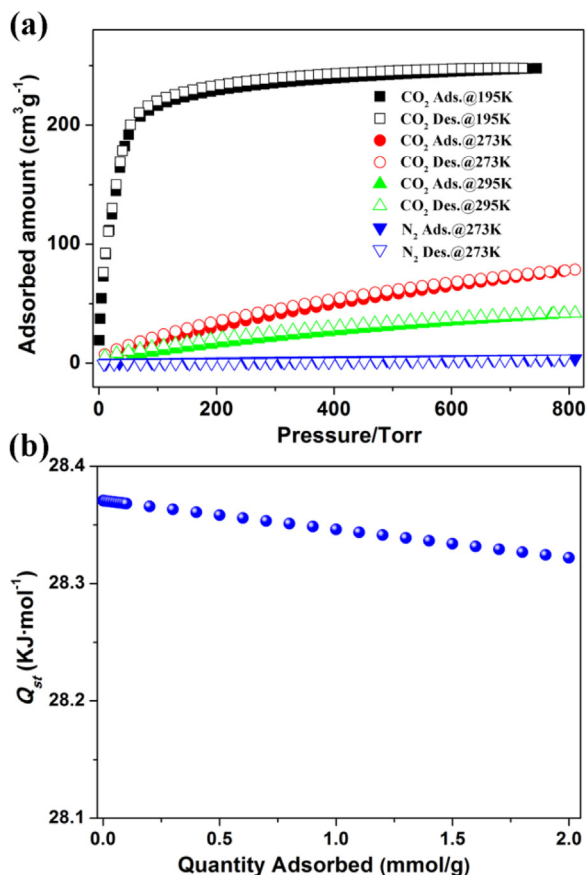 (a)
Adsorbed amount (cm³g⁻¹)
200
100
0
CO₂ Ads.@195K
CO₂ Des.@195K
CO₂ Ads.@273K
CO₂ Des.@273K
CO₂ Ads.@295K
CO₂ Des.@295K
N₂ Ads.@273K
N₂ Des.@273K
0 200 400 600 800
Pressure/Torr
(b)
Qst (KJ·mol⁻¹)
28.4
28.3
28.2
28.1
0.0 0.5 1.0 1.5 2.0
Quantity Adsorbed (mmol/g)